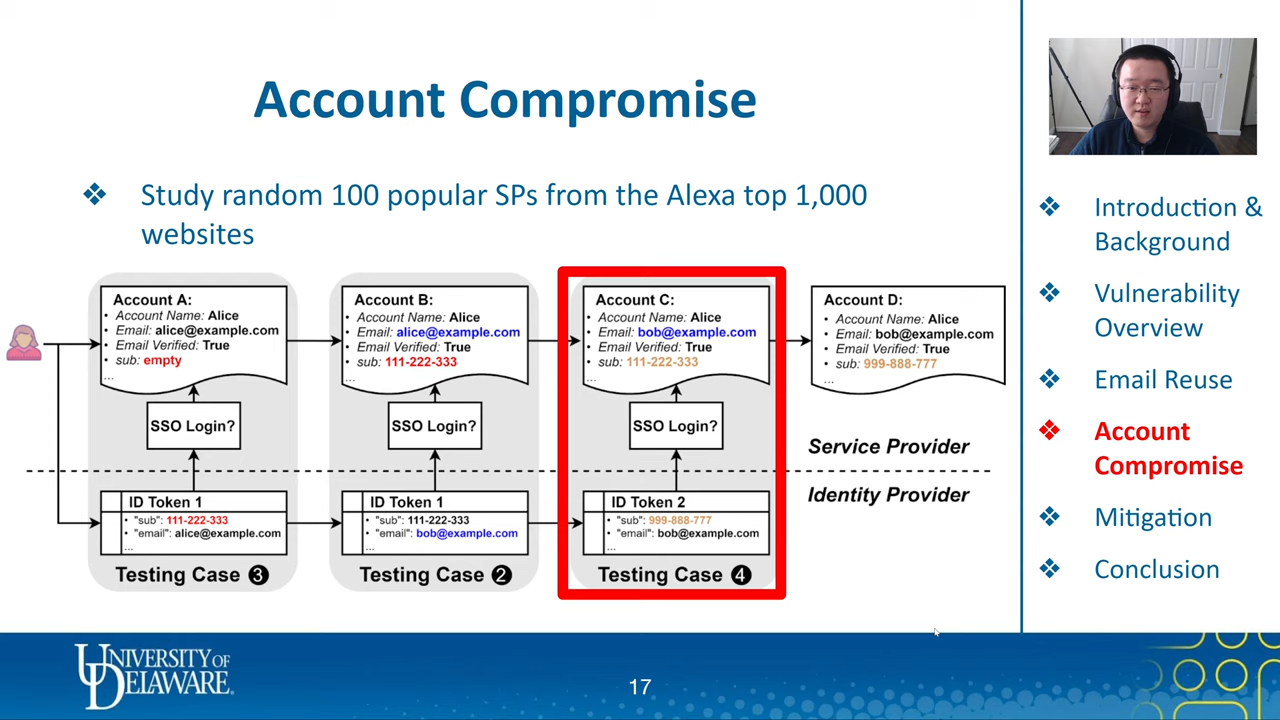 Account Compromise
❖ Study random 100 popular SPs from the Alexa top 1,000
websites
Account A:
• Account Name: Alice
• Email: alice@example.com
• Email Verified: True
• sub: empty
...
Account B:
• Account Name: Alice
• Email: alice@example.com
• Email Verified: True
• sub: 111-222-333
...
Account C:
• Account Name: Alice
• Email: bob@example.com
• Email Verified: True
• sub: 111-222-333
...
Account D:
• Account Name: Alice
• Email: bob@example.com
• Email Verified: True
• sub: 999-888-777
...
SSO Login?
SSO Login?
SSO Login?
Service Provider
Identity Provider
ID Token 1
• "sub": 111-222-333
• "email": alice@example.com
...
Testing Case 3
ID Token 1
• "sub": 111-222-333
• "email": bob@example.com
...
Testing Case 2
ID Token 2
• "sub": 999-888-777
• "email": bob@example.com
...
Testing Case 4
❖ Introduction &
Background
❖ Vulnerability
Overview
❖ Email Reuse
❖ Account
Compromise
❖ Mitigation
❖ Conclusion
UNIVERSITY OF
DELAWARE.
17